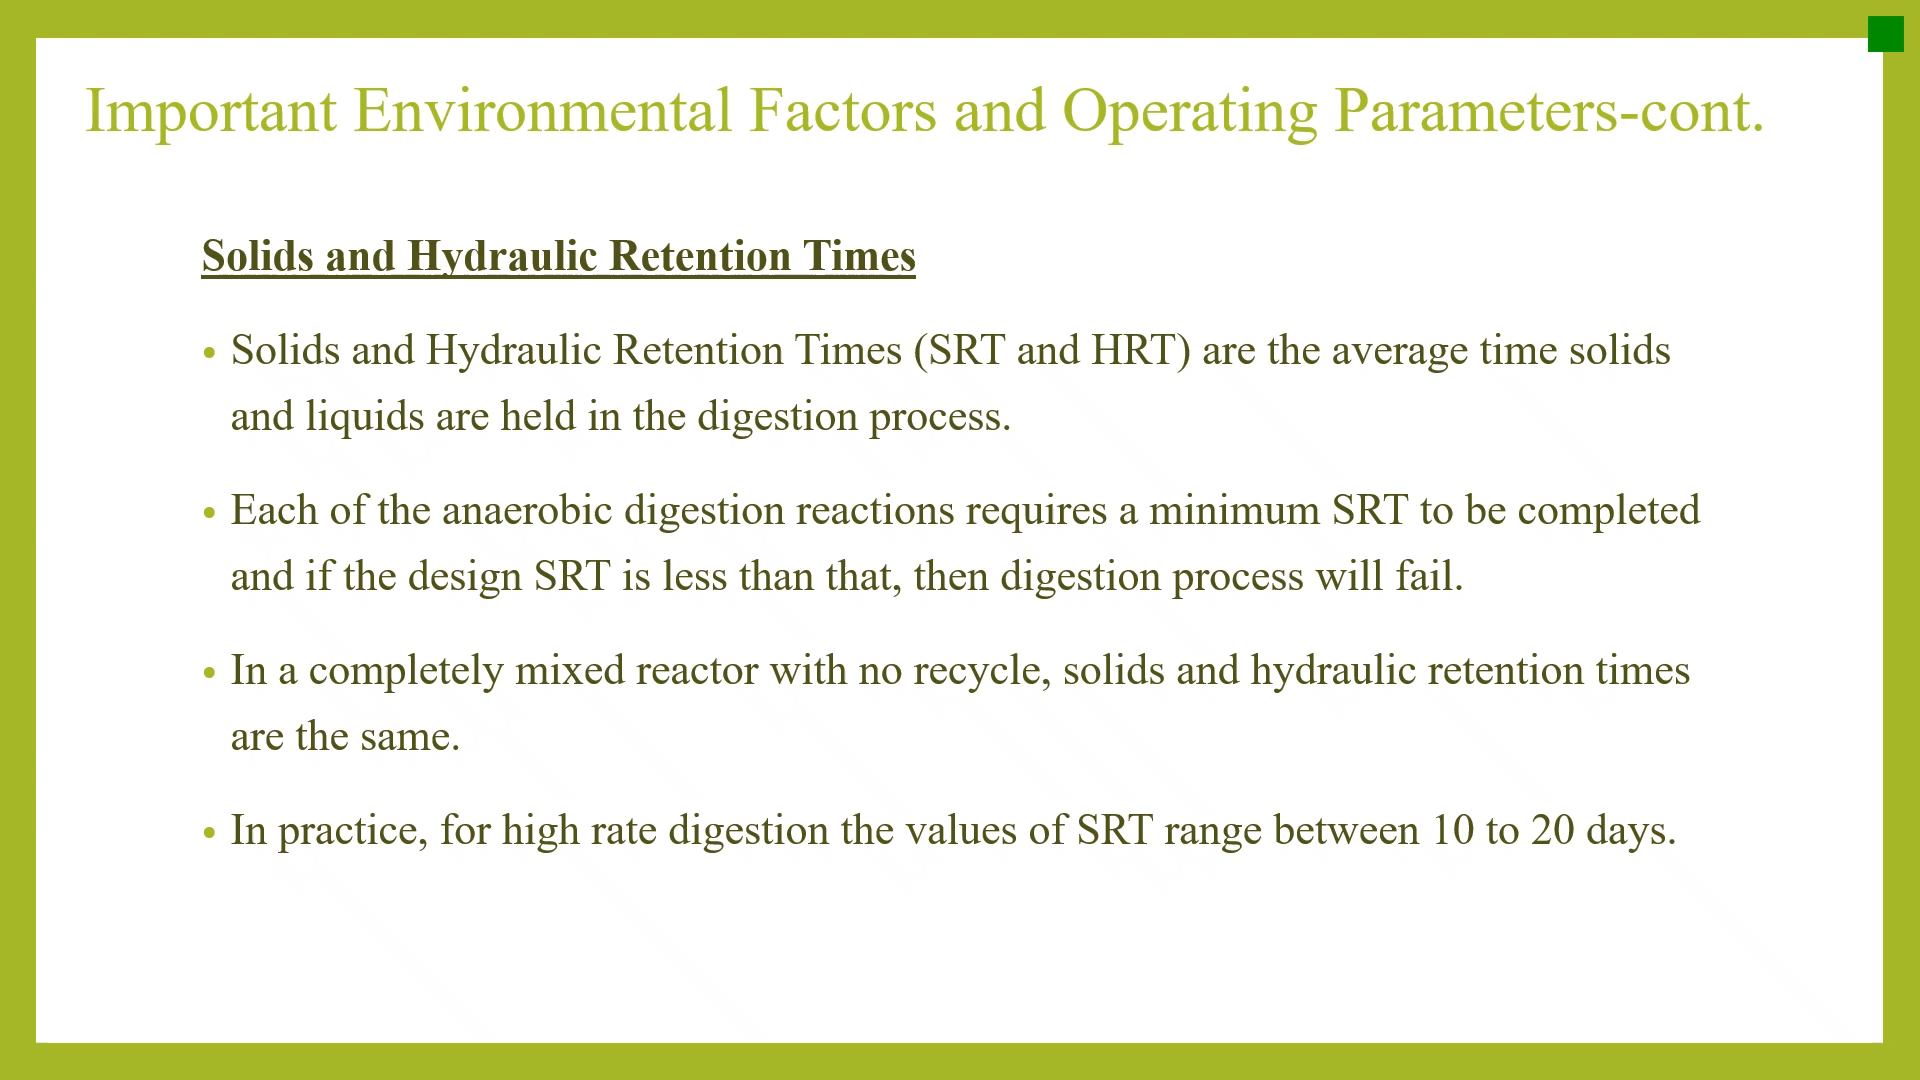 Important Environmental Factors and Operating Parameters-cont.
Solids and Hydraulic Retention Times
• Solids and Hydraulic Retention Times (SRT and HRT) are the average time solids
and liquids are held in the digestion process.
• Each of the anaerobic digestion reactions requires a minimum SRT to be completed
and if the design SRT is less than that, then digestion process will fail.
• In a completely mixed reactor with no recycle, solids and hydraulic retention times
are the same.
• In practice, for high rate digestion the values of SRT range between 10 to 20 days.